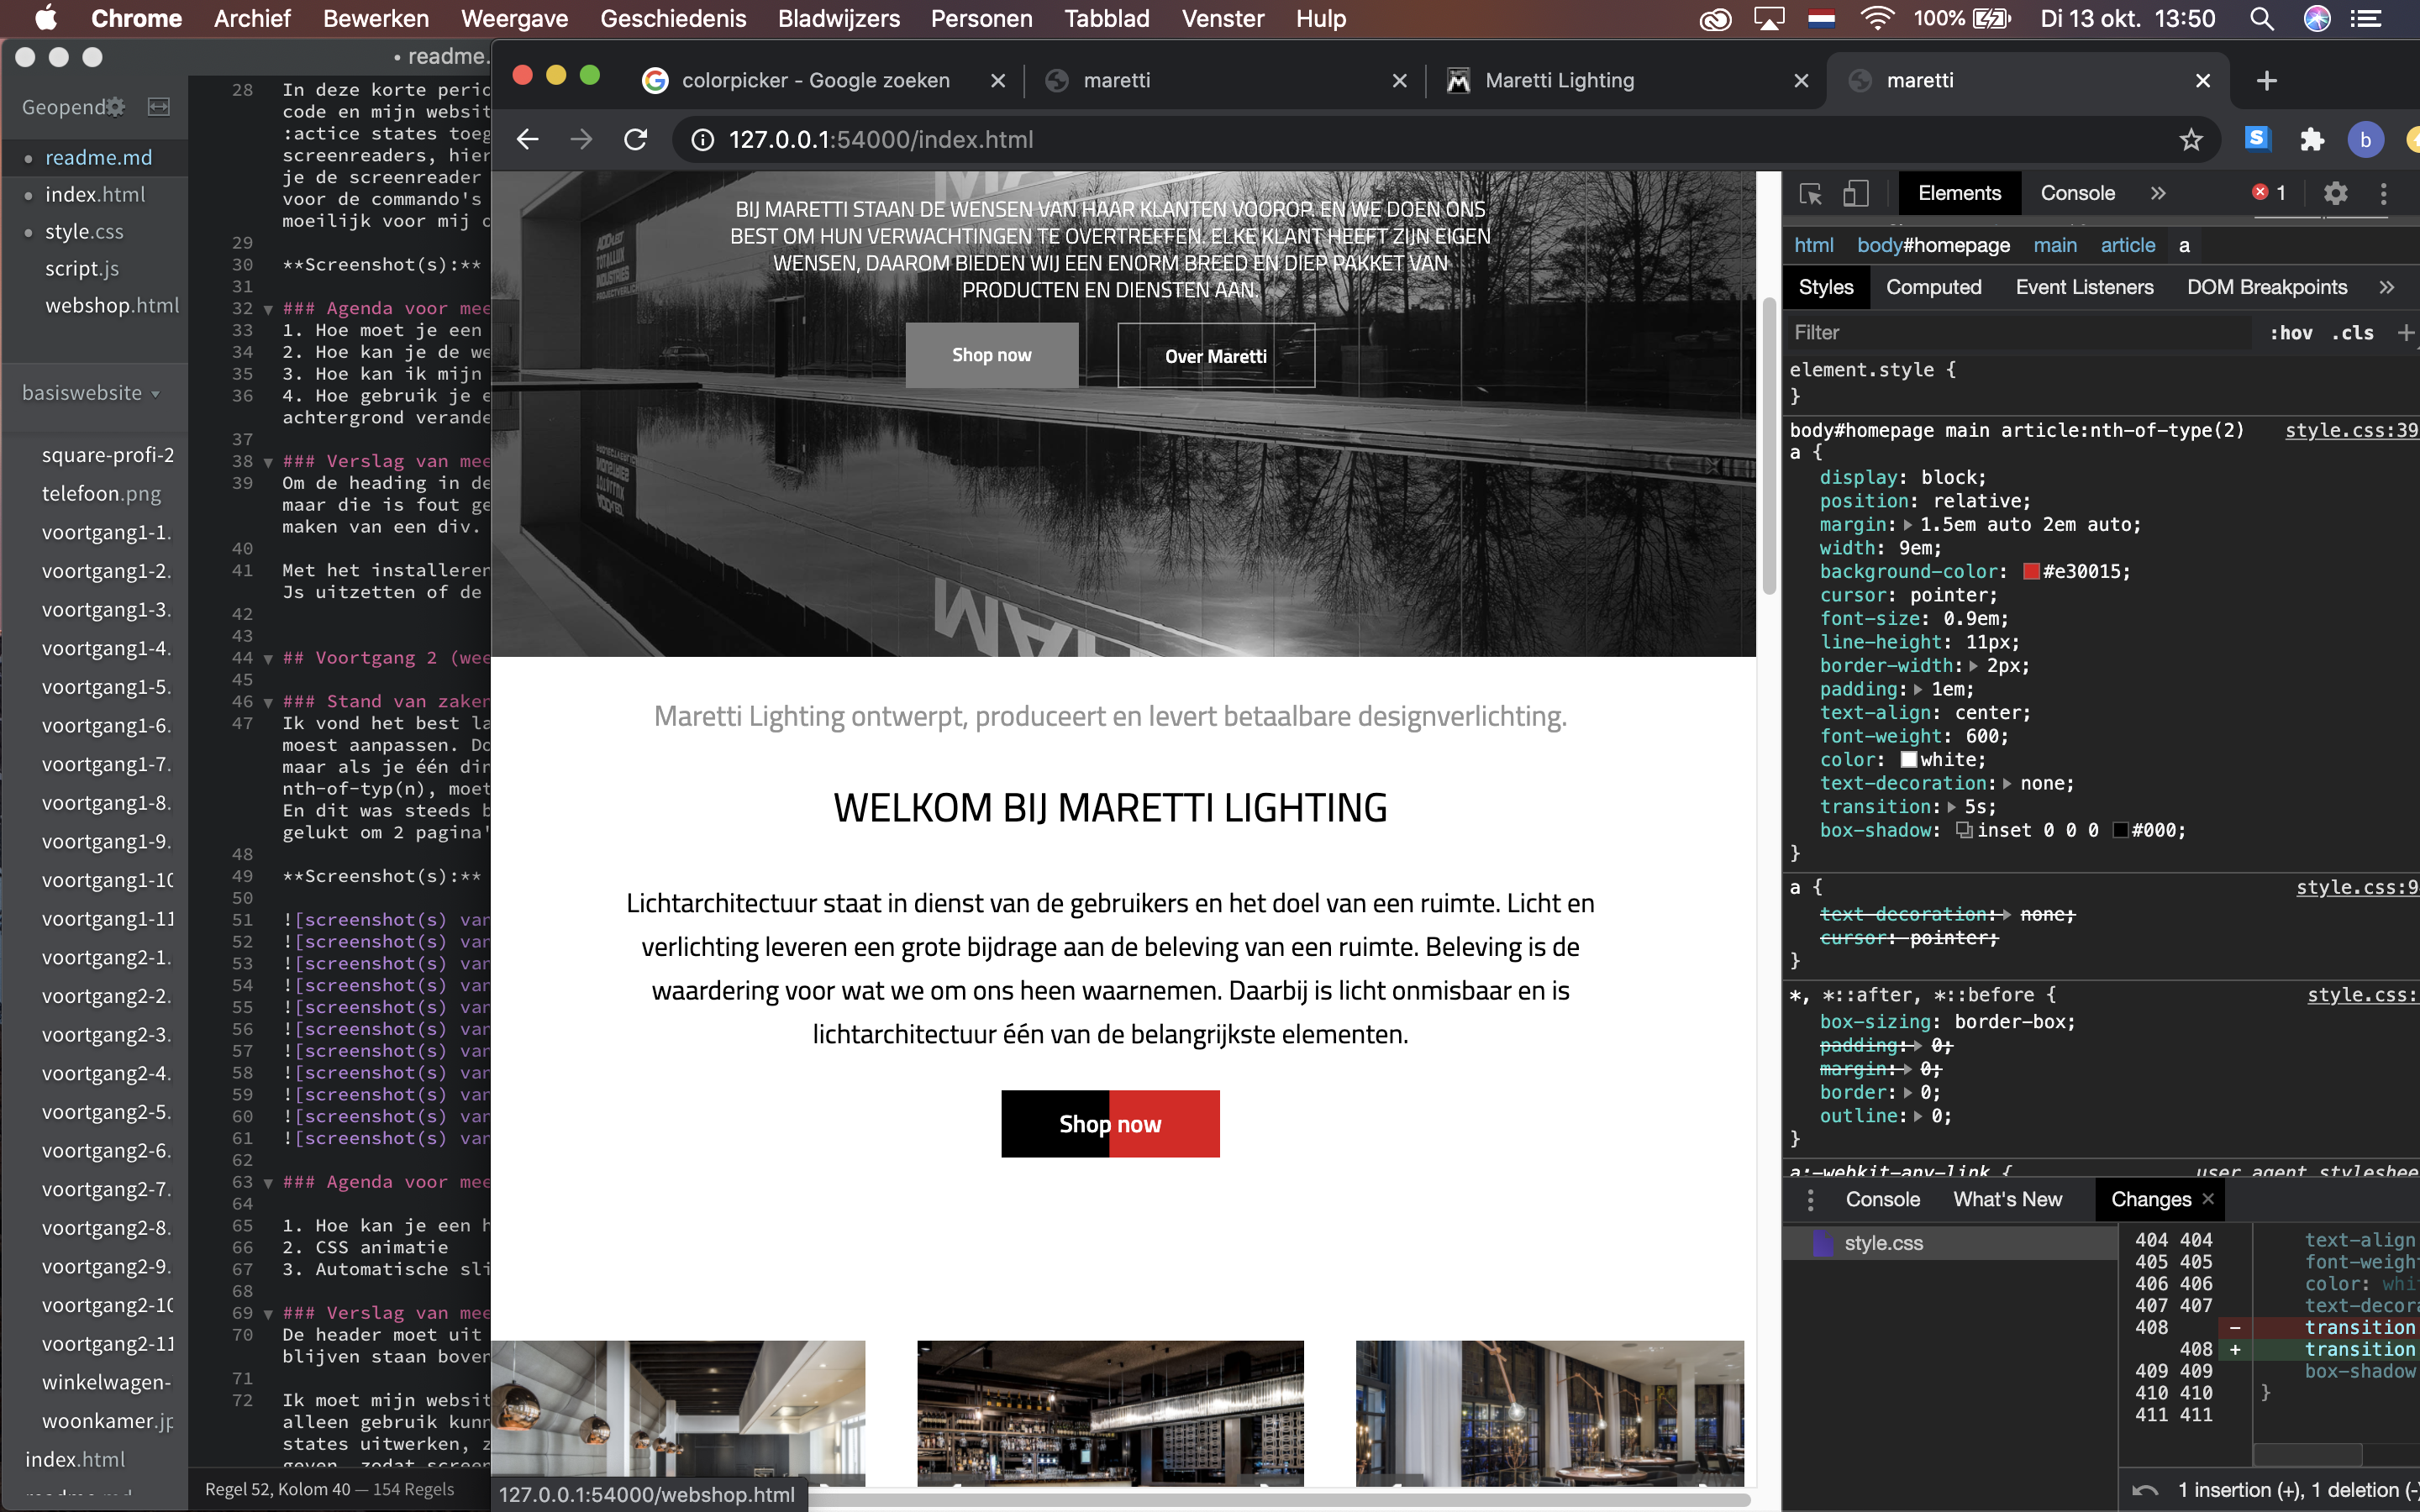 Chrome Archief Bewerken Weergave Geschiedenis Bladwijzers Personen Tabblad Venster Hulp 100% Di 13 okt. 13:50
• readme.
Geopend
readme.md
index.html
style.css
script.js
webshop.html
basiswebsite
square-profi-2
telefoon.png
voortgang1-1.
voortgang1-2.
voortgang1-3.
voortgang1-4.
voortgang1-5.
voortgang1-6.
voortgang1-7.
voortgang1-8.
voortgang1-9.
voortgang1-10
voortgang1-11
voortgang2-1.
voortgang2-2.
voortgang2-3.
voortgang2-4.
voortgang2-5.
voortgang2-6.
voortgang2-7.
voortgang2-8.
voortgang2-9.
voortgang2-10
voortgang2-11
winkelwagen-
woonkamer.jp
index.html
28 In deze korte perio
code en mijn websit
:actice states toeg
screenreaders, hier
je de screenreader
voor de commando's
moeilijk voor mij o
29
30 **Screenshot(s):**
31
32 ### Agenda voor mee
33 1. Hoe moet je een
34 2. Hoe kan je de we
35 3. Hoe kan ik mijn
36 4. Hoe gebruik je e
achtergrond verande
37
38 ### Verslag van mee
39 Om de heading in de
maar die is fout ge
maken van een div.
40
41 Met het installeren
Js uitzetten of de
42
43
44 ## Voortgang 2 (wee
45
46 ### Stand van zaken
47 Ik vond het best la
moest aanpassen. Do
maar als je één din
nth-of-typ(n), moet
En dit was steeds b
gelukt om 2 pagina'
48
49 **Screenshot(s):**
50
51 ![screenshot(s) van
52 ![screenshot(s) van
53 ![screenshot(s) van
54 ![screenshot(s) van
55 ![screenshot(s) van
56 ![screenshot(s) van
57 ![screenshot(s) van
58 ![screenshot(s) van
59 ![screenshot(s) van
60 ![screenshot(s) van
61 ![screenshot(s) van
62
63 ### Agenda voor mee
64
65 1. Hoe kan je een h
66 2. CSS animatie
67 3. Automatische sli
68
69 ### Verslag van mee
70 De header moet uit
blijven staan boven
71
72 Ik moet mijn websit
alleen gebruik kunn
states uitwerken, z
Regel 52, Kolom 40 — 154 Regels
colorpicker - Google zoeken
maretti
Maretti Lighting
maretti
127.0.0.1:54000/index.html
S
b
BIJ MARETTI STAAN DE WENSEN VAN HAAR KLANTEN VOOROP. EN WE DOEN ONS
BEST OM HUN VERWACHTINGEN TE OVERTREFFEN. ELKE KLANT HEEFT ZIJN EIGEN
WENSEN, DAAROM BIEDEN WIJ EEN ENORM BREED EN DIEP PAKKET VAN
PRODUCTEN EN DIENSTEN AAN.
Shop now
Over Maretti
Maretti Lighting ontwerpt, produceert en levert betaalbare designverlichting.
WELKOM BIJ MARETTI LIGHTING
Lichtarchitectuur staat in dienst van de gebruikers en het doel van een ruimte. Licht en
verlichting leveren een grote bijdrage aan de beleving van een ruimte. Beleving is de
waardering voor wat we om ons heen waarnemen. Daarbij is licht onmisbaar en is
lichtarchitectuur één van de belangrijkste elementen.
Shop now
127.0.0.1:54000/webshop.html
Elements Console » 1
html body#homepage main article a
Styles Computed Event Listeners DOM Breakpoints »
Filter :hov .cls +
element.style {
}
body#homepage main article:nth-of-type(2) style.css:39
a {
display: block;
position: relative;
margin: 1.5em auto 2em auto;
width: 9em;
background-color: #e30015;
cursor: pointer;
font-size: 0.9em;
line-height: 11px;
border-width: 2px;
padding: 1em;
text-align: center;
font-weight: 600;
color: white;
text-decoration: none;
transition: 5s;
box-shadow: inset 0 0 0 #000;
}
a { style.css:9
text-decoration: none;
cursor: pointer;
}
*, *::after, *::before { style.css:
box-sizing: border-box;
padding: 0;
margin: 0;
border: 0;
outline: 0;
}
a:-webkit-any-link { user agent styleshee
Console What's New Changes
style.css
404 404 text-align
405 405 font-weight
406 406 color: whi
407 407 text-decora
408 - transition
408 + transition
409 409 box-shadow
410 410 }
411 411
1 insertion (+), 1 deletion (-